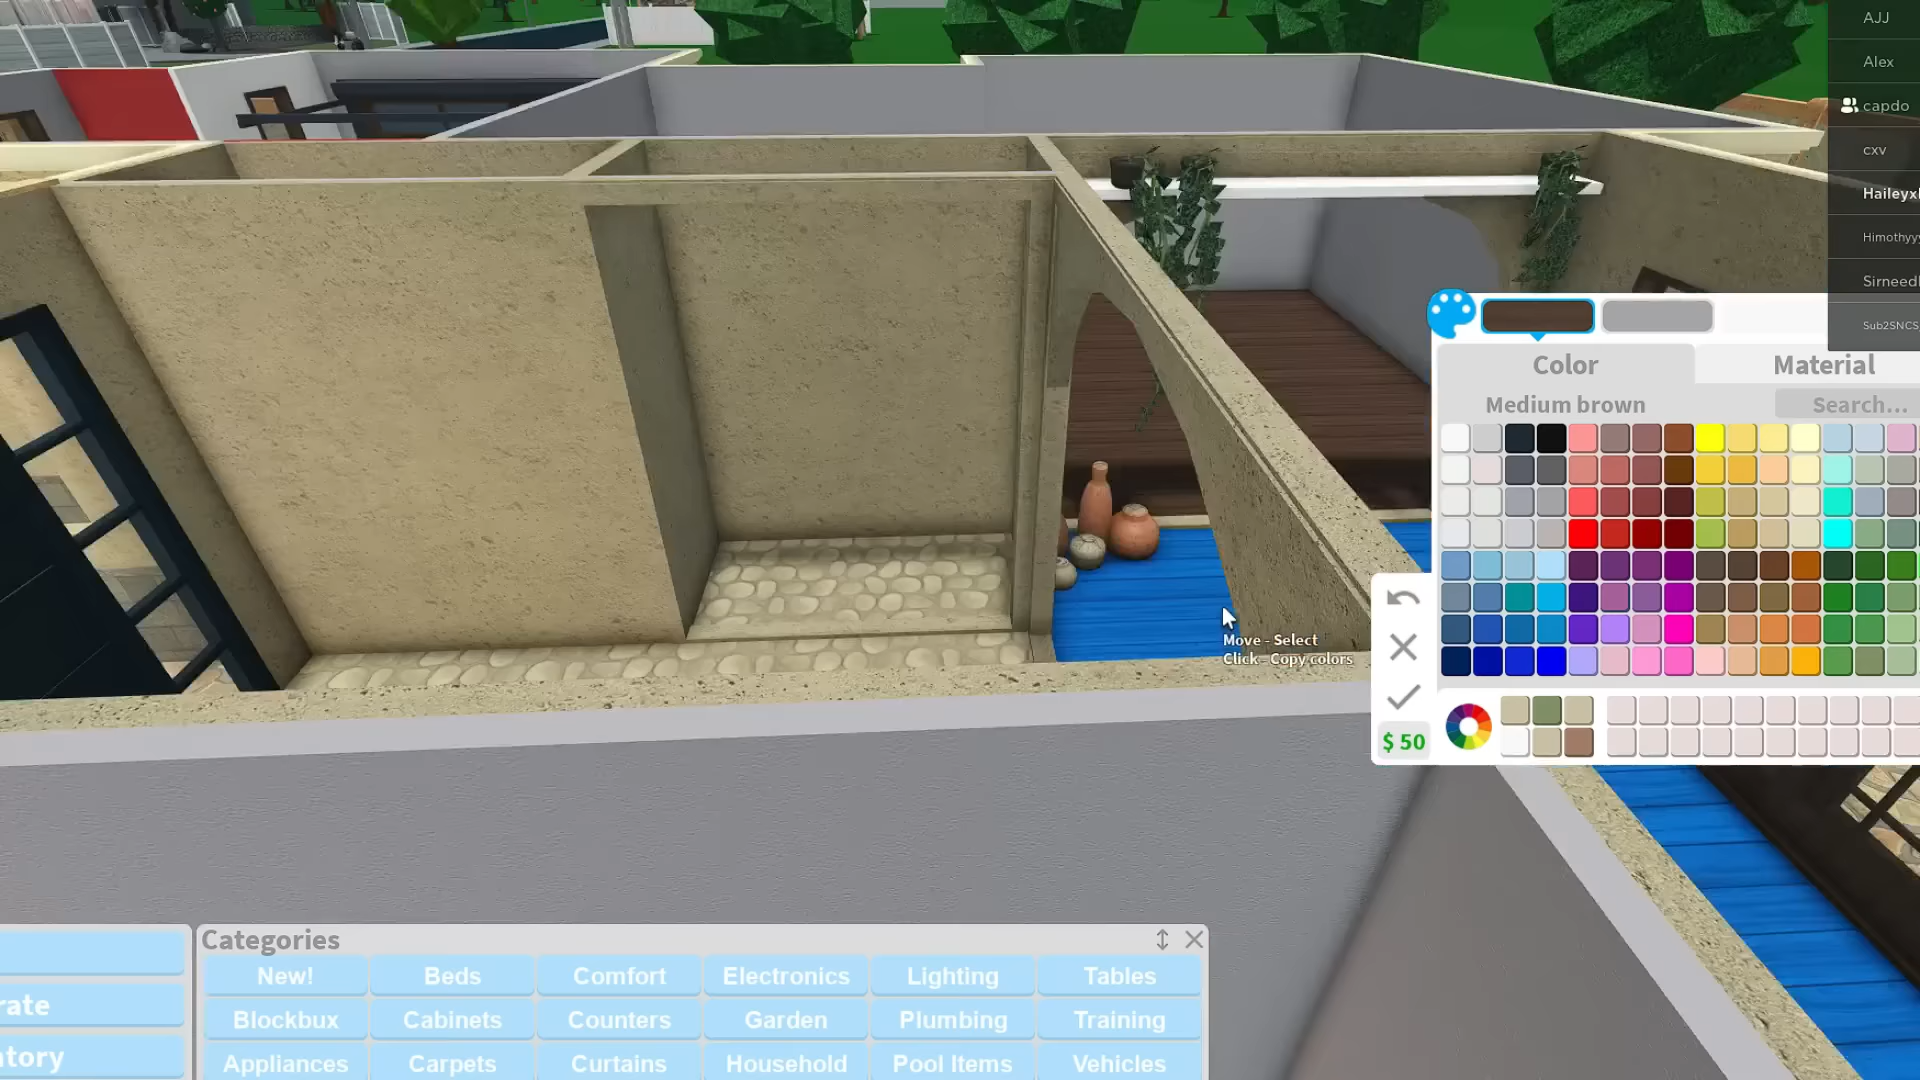 AJJ
Alex
capdo
cxv
Haileyx
Himothyy
Sirneed
Sub2SNCS
Color
Material
Medium brown
Search...
Move - Select
Click - Copy colors
$ 50
Categories
New!
Beds
Comfort
Electronics
Lighting
Tables
rate
Blockbux
Cabinets
Counters
Garden
Plumbing
Training
tory
Appliances
Carpets
Curtains
Household
Pool Items
Vehicles